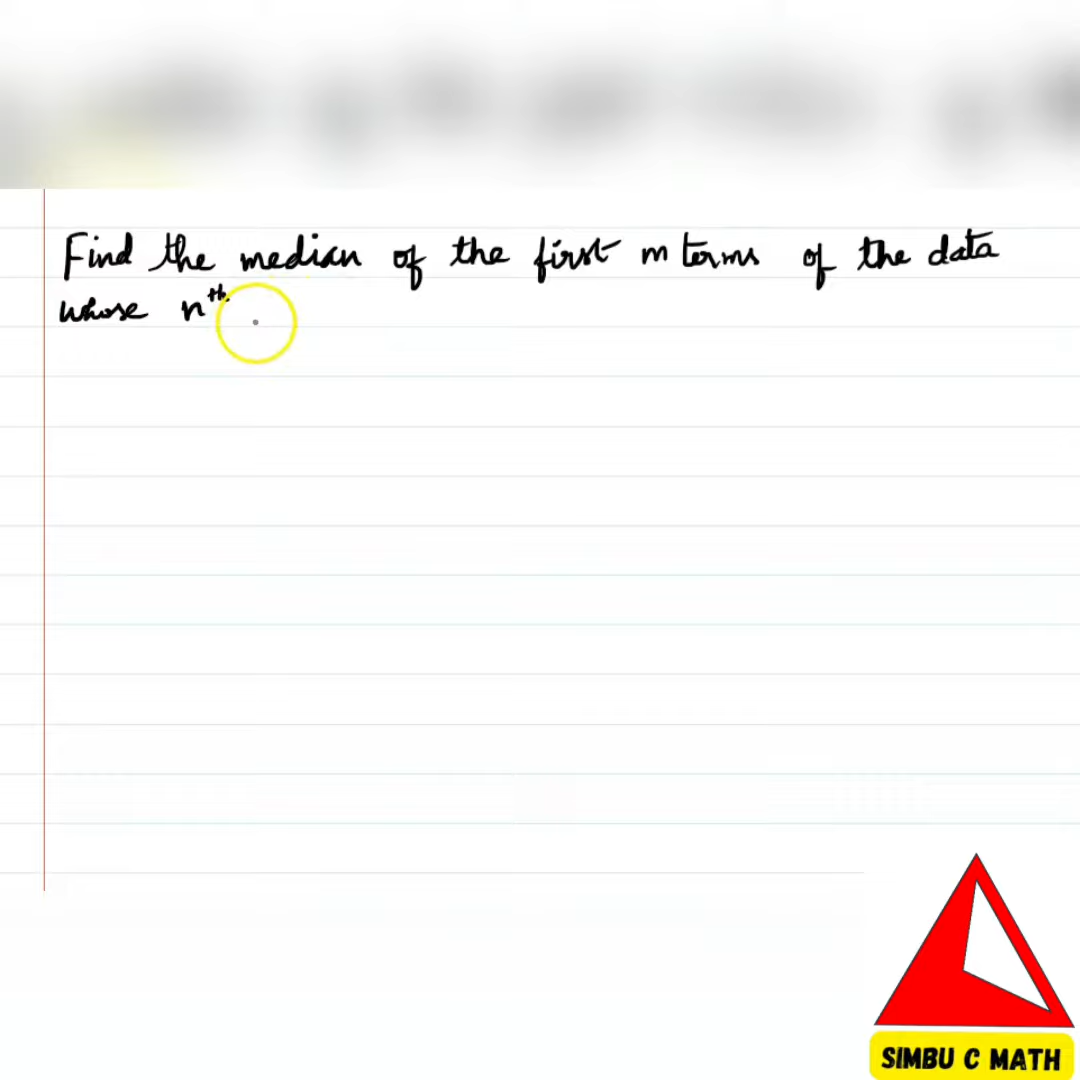 Find the median of the first m terms of the data
whose nth
SIMBU C MATH